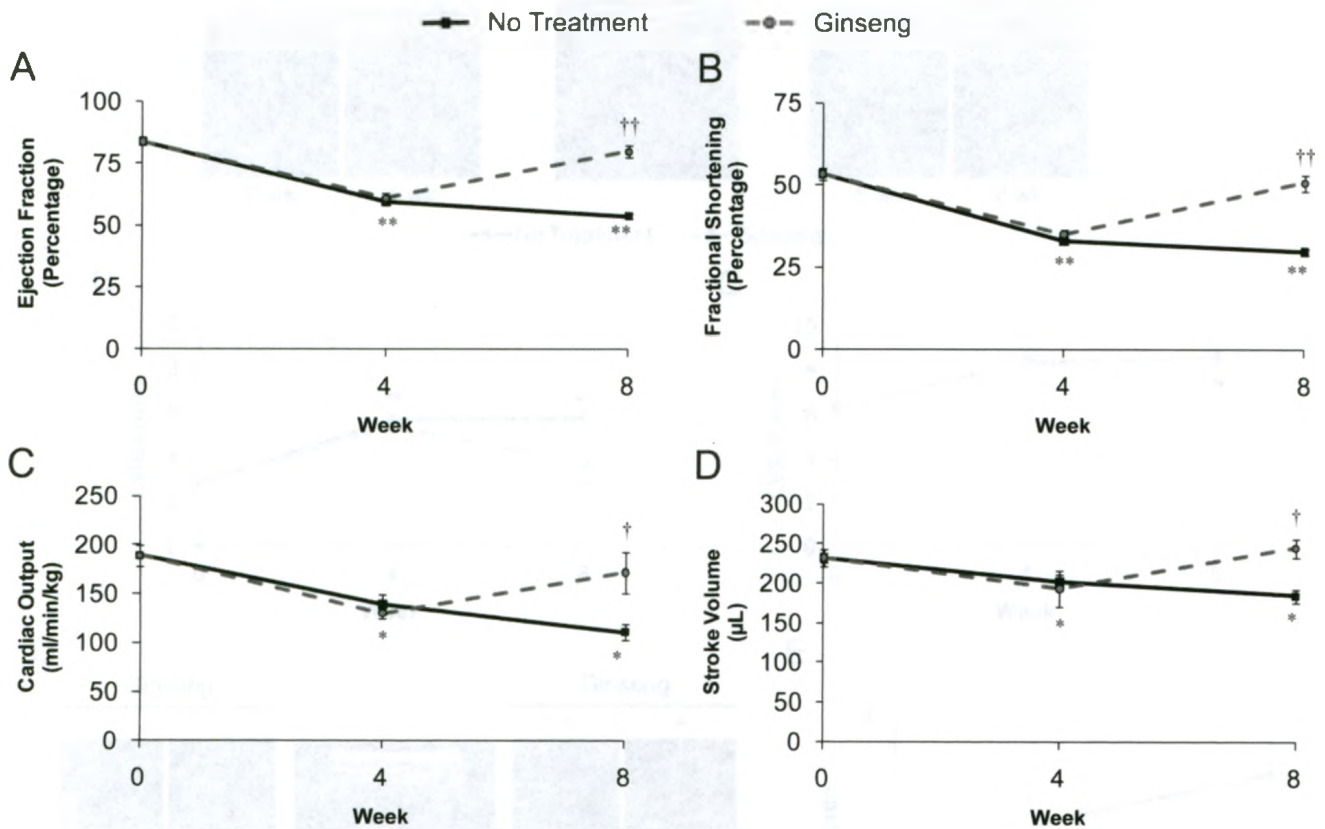 No Treatment Ginseng
A
Ejection Fraction
(Percentage)
100
75
50
25
0
††
**
**
0 4 8
Week
B
Fractional Shortening
(Percentage)
75
50
25
0
††
**
**
0 4 8
Week
C
Cardiac Output
(ml/min/kg)
250
200
150
100
50
0
†
*
*
0 4 8
Week
D
Stroke Volume
(µL)
300
250
200
150
100
50
0
†
*
*
0 4 8
Week